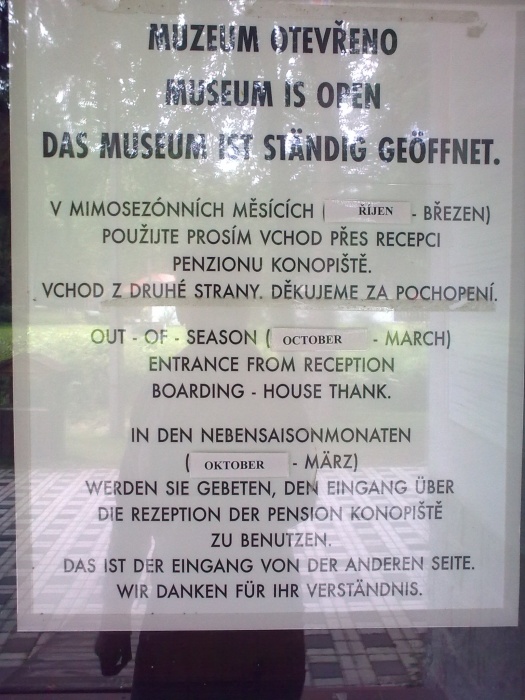 MUZEUM OTEVŘENO
MUSEUM IS OPEN
DAS MUSEUM IST STÄNDIG GEÖFFNET.
V MIMOSEZÓNNÍCH MĚSÍCÍCH ( ŘÍJEN - BŘEZEN)
POUŽIJTE PROSÍM VCHOD PŘES RECEPCI
PENZIONU KONOPIŠTĚ.
VCHOD Z DRUHÉ STRANY. DĚKUJEME ZA POCHOPENÍ.
OUT - OF - SEASON ( OCTOBER - MARCH)
ENTRANCE FROM RECEPTION
BOARDING - HOUSE THANK.
IN DEN NEBENSAISONMONATEN
( OKTOBER - MÄRZ)
WERDEN SIE GEBETEN, DEN EINGANG ÜBER
DIE REZEPTION DER PENSION KONOPIŠTĚ
ZU BENUTZEN.
DAS IST DER EINGANG VON DER ANDEREN SEITE.
WIR DANKEN FÜR IHR VERSTÄNDNIS.